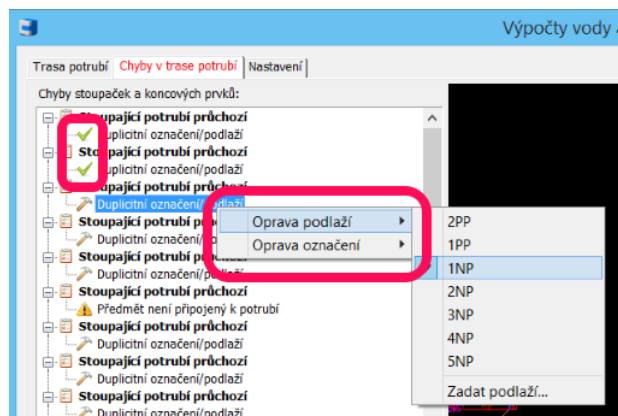 Výpočty vody a
Trasa potrubí Chyby v trase potrubí Nastavení
Chyby stoupaček a koncových prvků:
Stoupající potrubí průchozí
Duplicitní označení/podlaží
Stoupající potrubí průchozí
Duplicitní označení/podlaží
Stoupající potrubí průchozí
Duplicitní označení/podlaží
Stoupající potrubí
Duplicitní
Stoupající potrubí průchozí
Duplicitní označení/podlaží
Stoupající potrubí průchozí
Předmět není připojený k potrubí
Stoupající potrubí průchozí
Duplicitní označení/podlaží
Stoupající potrubí průchozí
Duplicitní označení/podlaží
Stoupající potrubí průchozí
Duplicitní označení/podlaží
Oprava podlaží
Oprava označení
2PP
1PP
1NP
2NP
3NP
4NP
5NP
Zadat podlaží...